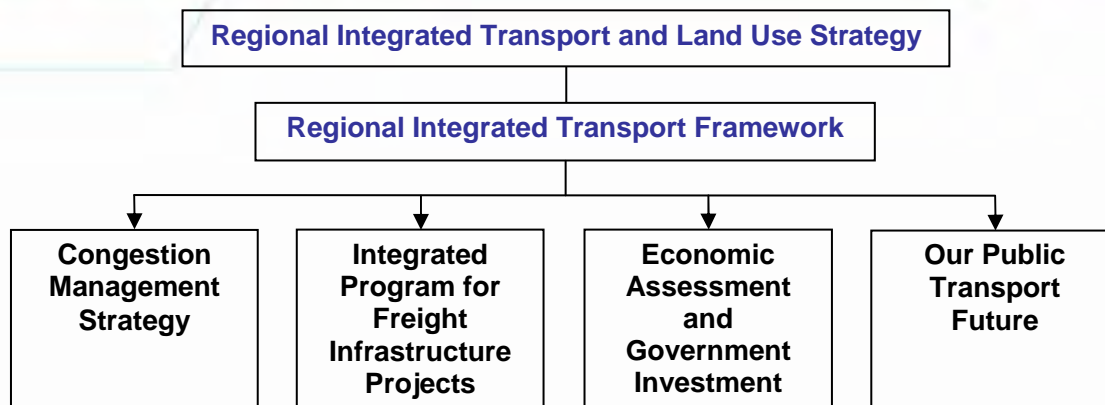 Regional Integrated Transport and Land Use Strategy
Regional Integrated Transport Framework
Congestion
Management
Strategy
Integrated
Program for
Freight
Infrastructure
Projects
Economic
Assessment
and
Government
Investment
Our Public
Transport
Future